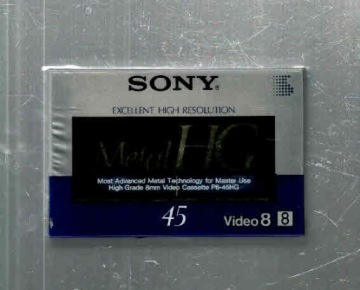 SONY®
EXCELLENT HIGH RESOLUTION
Metal HG
Most Advanced Metal Technology for Master Use
High Grade 8mm Video Cassette P6-45HG
45
Video 8 8